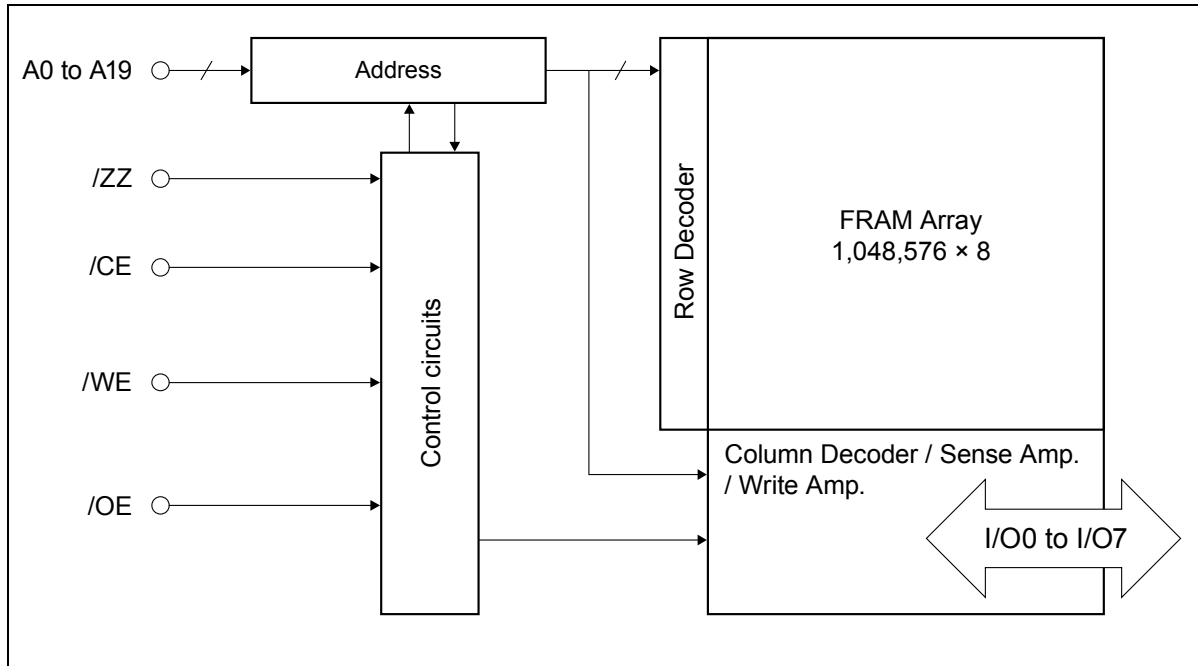 A0 to A19
Address
/ZZ
/CE
/WE
/OE
Control circuits
Row Decoder
FRAM Array
1,048,576 × 8
Column Decoder / Sense Amp.
/ Write Amp.
I/O0 to I/O7